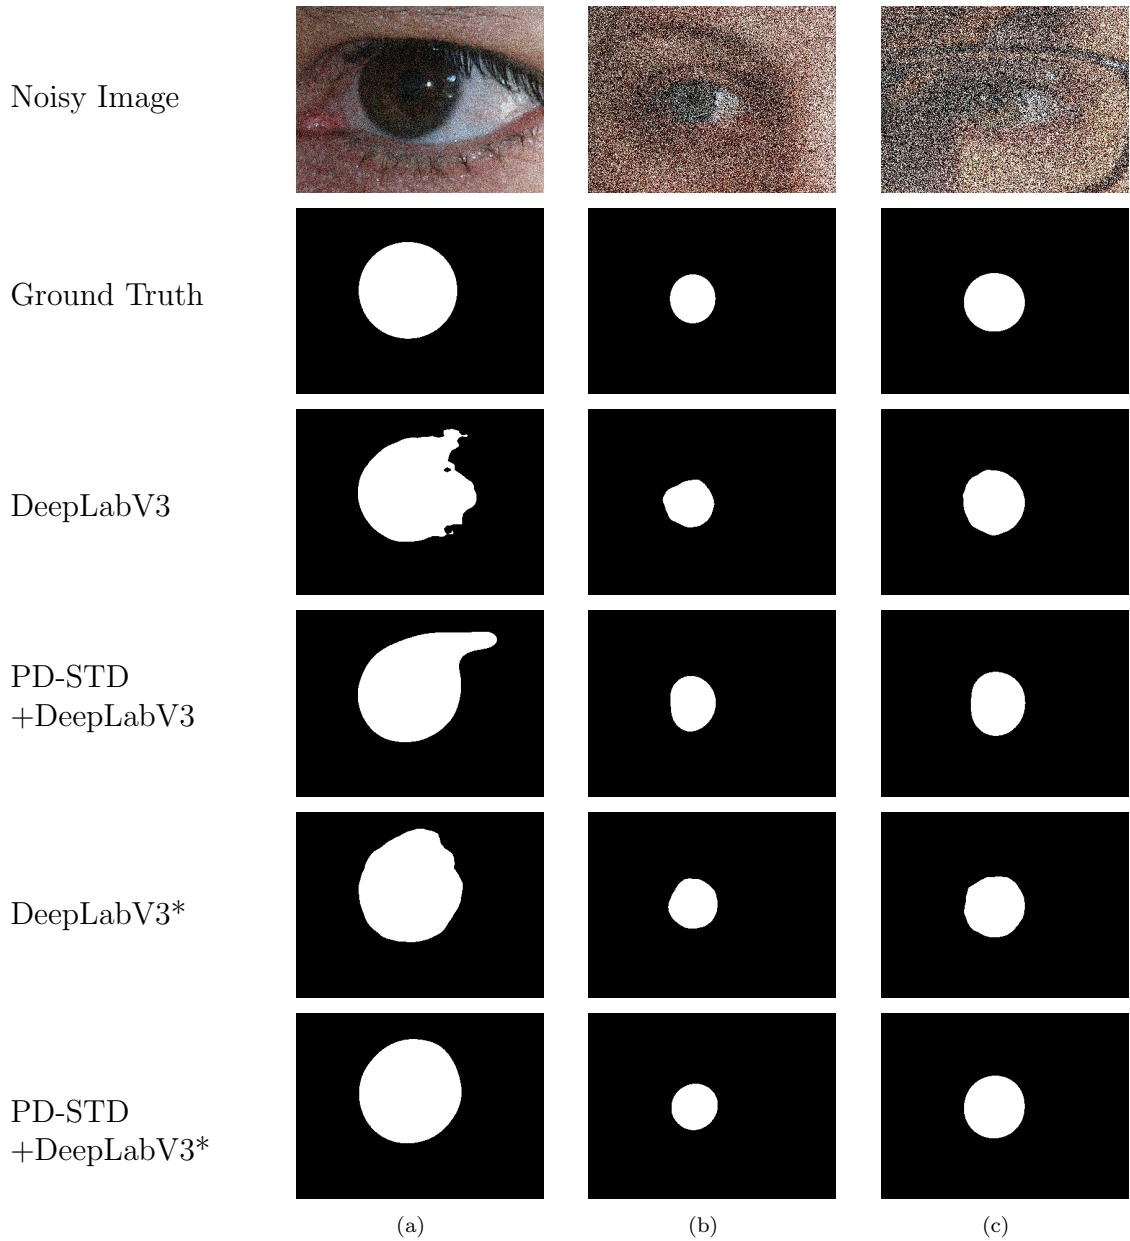 Noisy Image
Ground Truth
DeepLabV3
PD-STD
+DeepLabV3
DeepLabV3*
PD-STD
+DeepLabV3*
(a)
(b)
(c)